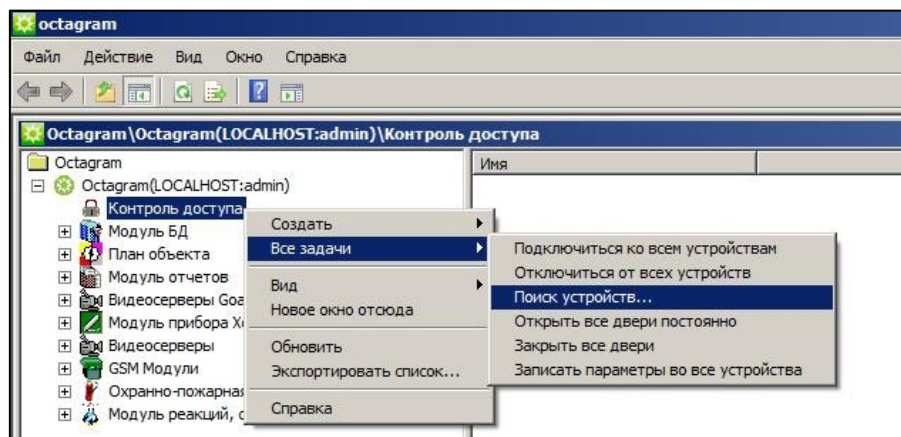 octagram
Файл Действие Вид Окно Справка
Octagram\Octagram(LOCALHOST:admin)\Контроль доступа
Octagram
Octagram(LOCALHOST:admin)
Контроль доступа
Модуль БД
План объекта
Модуль отчетов
Видеосерверы Goa
Модуль прибора
Видеосерверы
GSM Модули
Охранно-пожарная
Модуль реакций,
Имя
Создать
Все задачи
Вид
Новое окно отсюда
Обновить
Экспортировать список...
Справка
Подключиться ко всем устройствам
Отключиться от всех устройств
Поиск устройств...
Открыть все двери постоянно
Закрыть все двери
Записать параметры во все устройства